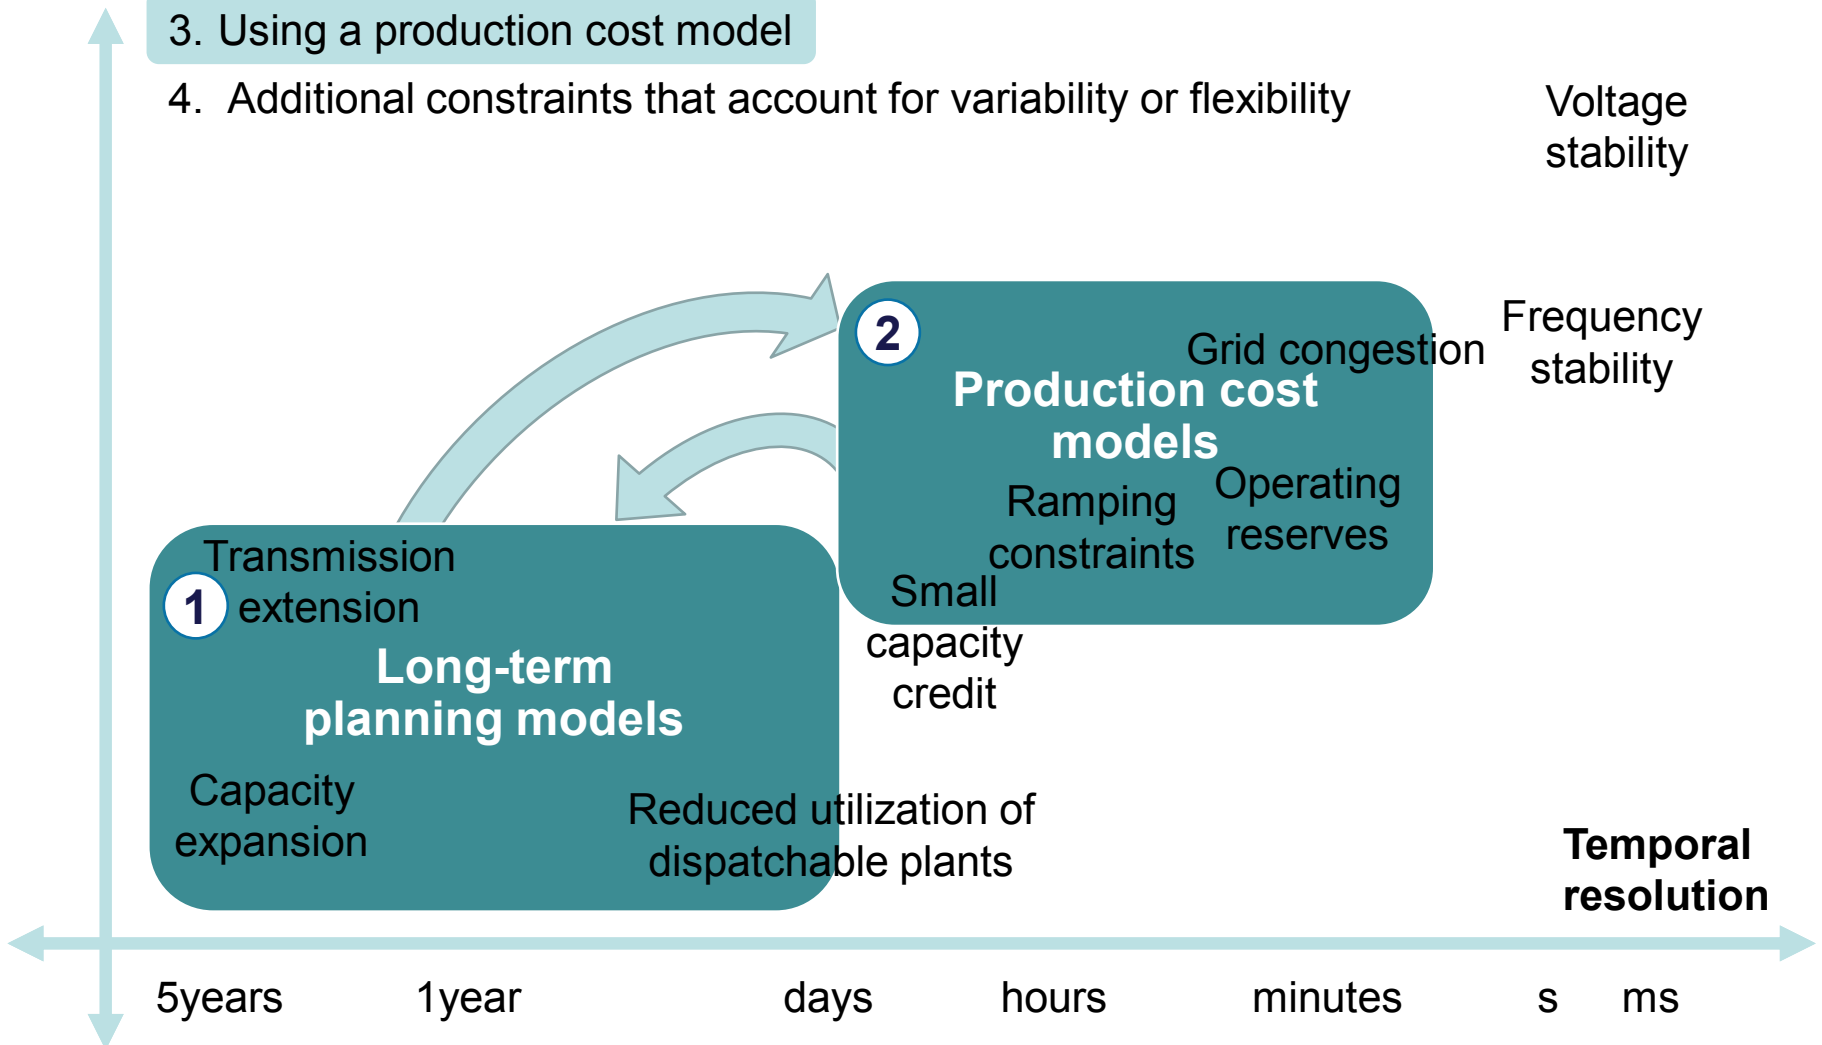 3. Using a production cost model
4. Additional constraints that account for variability or flexibility
Voltage
stability
Frequency
stability
2
Grid congestion
Production cost
models
Ramping
constraints
Operating
reserves
Small
capacity
credit
Transmission
extension
1
Long-term
planning models
Capacity
expansion
Reduced utilization of
dispatchable plants
Temporal
resolution
5years 1year days hours minutes s ms